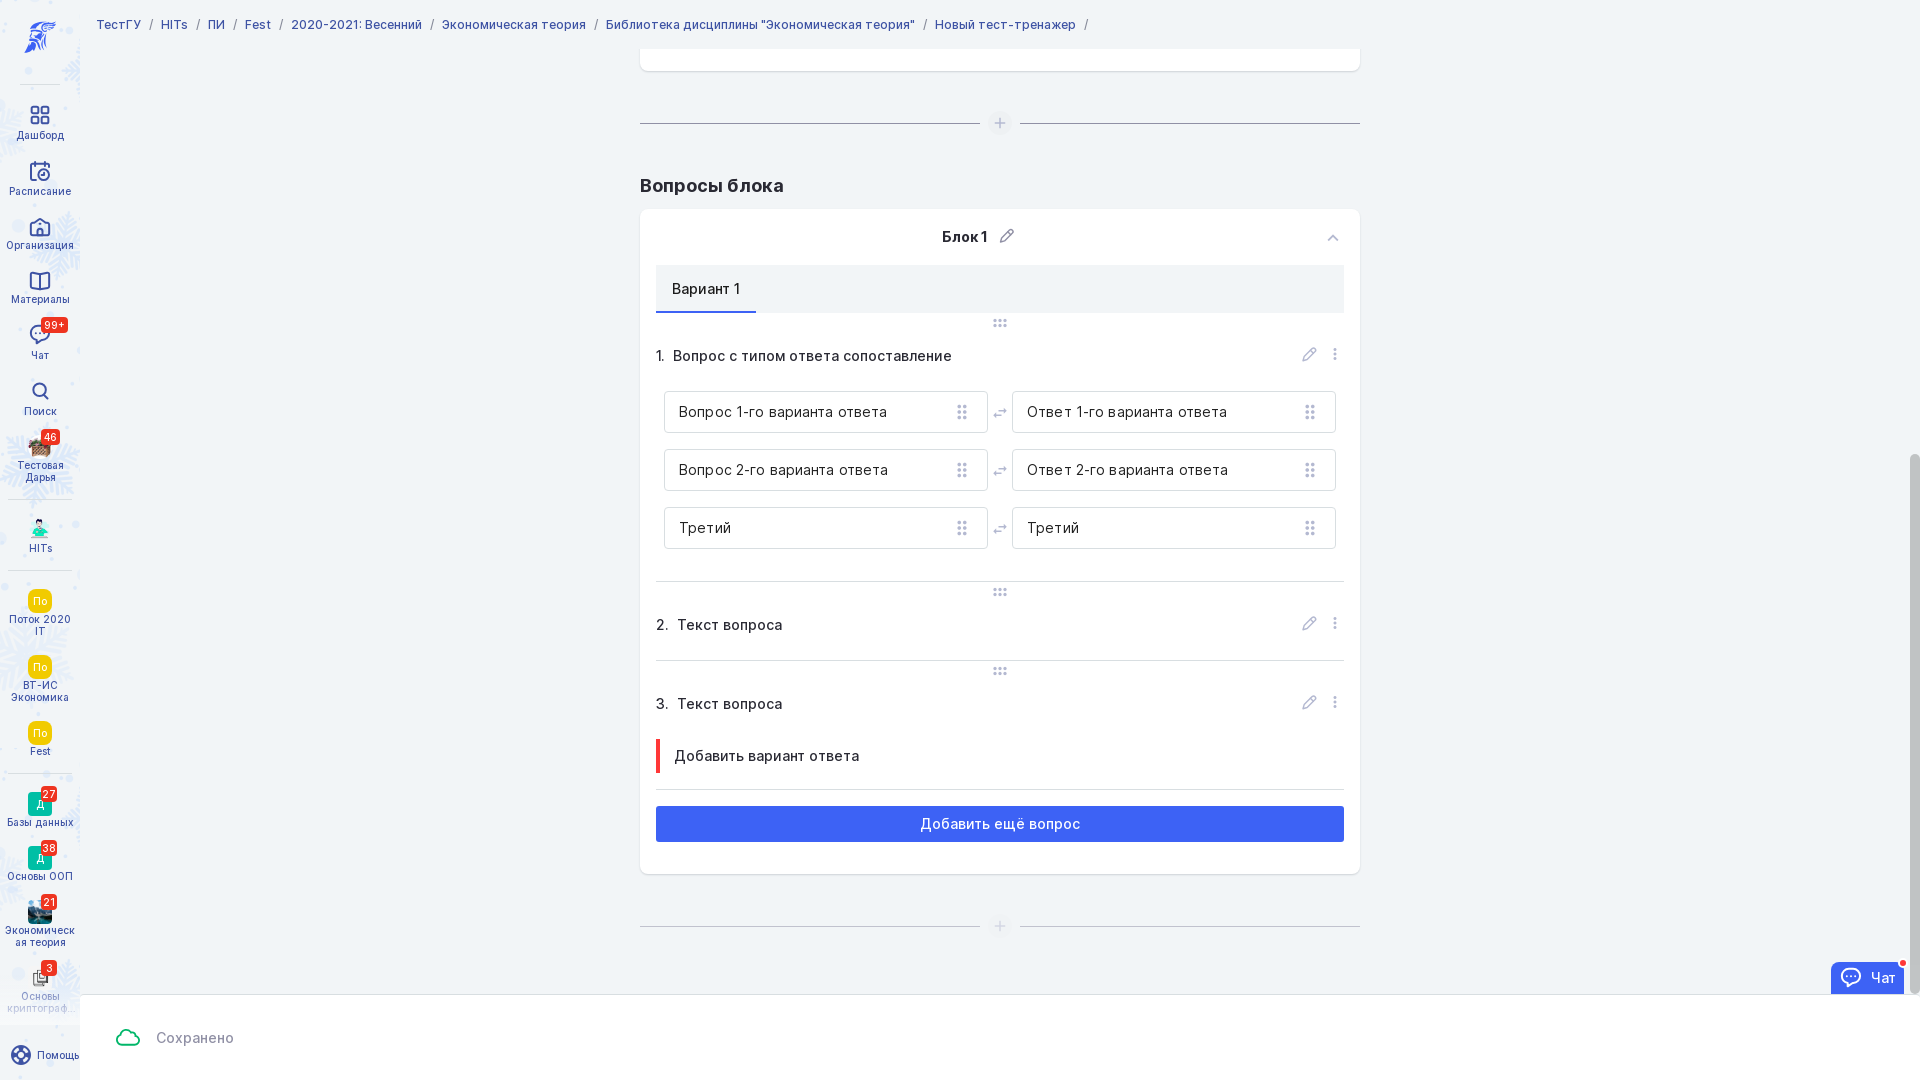 ТестГУ / HITs / ПИ / Fest / 2020-2021: Весенний / Экономическая теория / Библиотека дисциплины "Экономическая теория" / Новый тест-тренажер /
Дашборд
Расписание
Организация
Материалы
99+
Чат
Поиск
46
Тестовая
Дарья
HITs
По
Поток 2020
IT
По
ВТ-ИС
Экономика
По
Fest
27
Д
Базы данных
38
Д
Основы ООП
21
Экономическ
ая теория
3
Основы
криптограф...
Помощь
Вопросы блока
Блок 1
Вариант 1
1. Вопрос с типом ответа сопоставление
Вопрос 1-го варианта ответа
Ответ 1-го варианта ответа
Вопрос 2-го варианта ответа
Ответ 2-го варианта ответа
Третий
Третий
2. Текст вопроса
3. Текст вопроса
Добавить вариант ответа
Добавить ещё вопрос
Чат
Сохранено